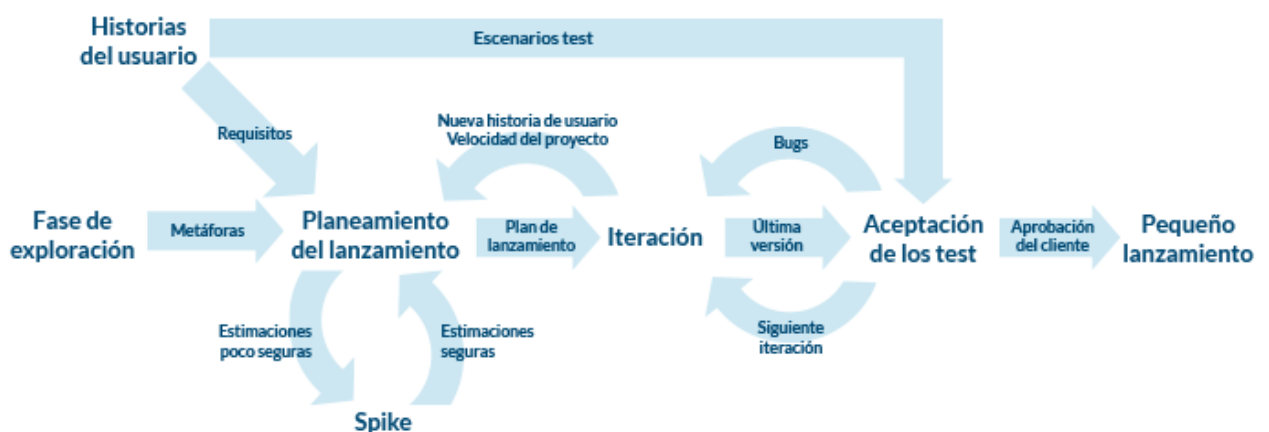 Historias
del usuario
Escenarios test
Requisitos
Nueva historia de usuario
Velocidad del proyecto
Bugs
Fase de
exploración
Metáforas
Planeamiento
del lanzamiento
Plan de
lanzamiento
Iteración
Última
versión
Aceptación
de los test
Aprobación
del cliente
Pequeño
lanzamiento
Estimaciones
poco seguras
Estimaciones
seguras
Siguiente
iteración
Spike